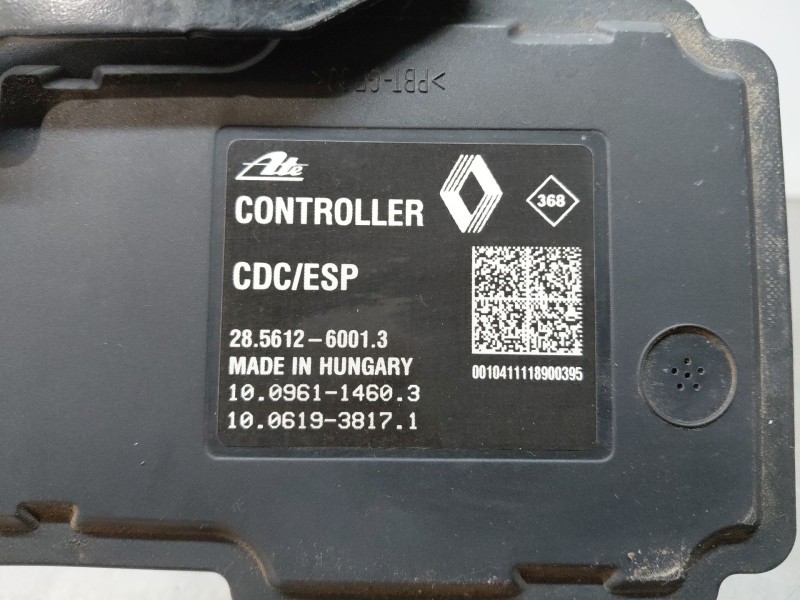 Ate
CONTROLLER
368
CDC/ESP
28.5612-6001.3
MADE IN HUNGARY
0010411118900395
10.0961-1460.3
10.0619-3817.1